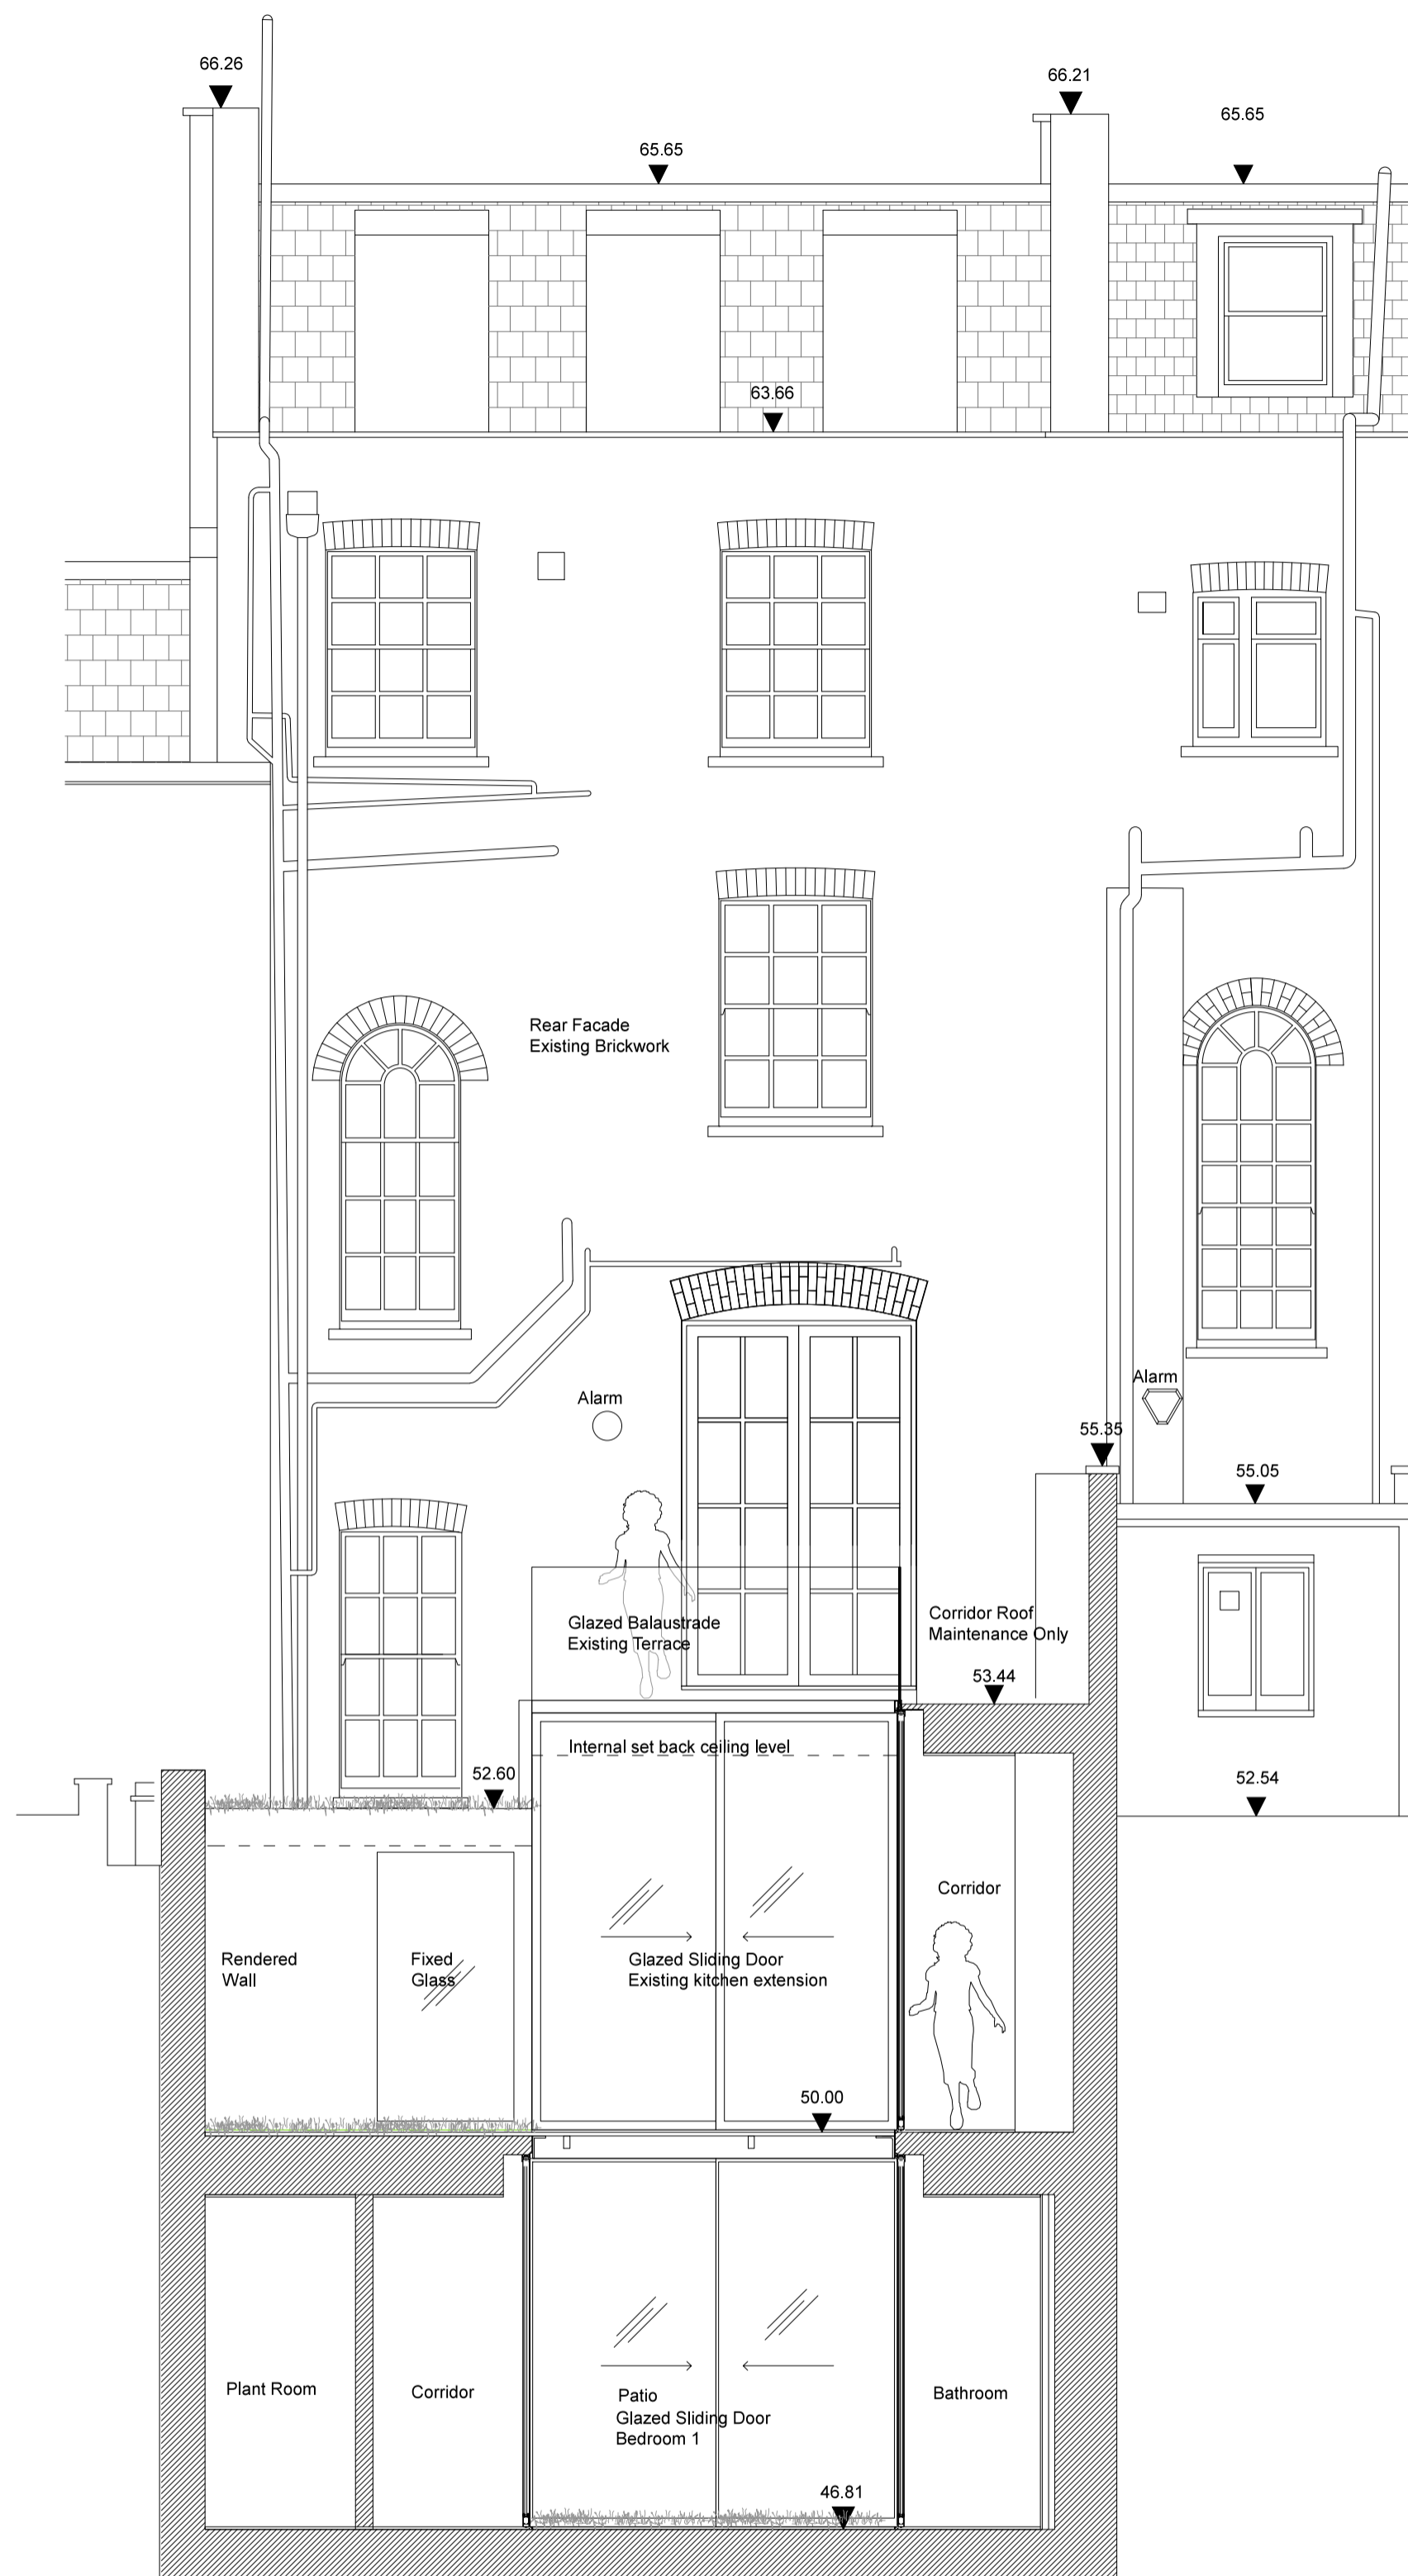 66.26
66.21
65.65
65.65
63.66
Rear Facade
Existing Brickwork
Alarm
Alarm
55.35
55.05
Glazed Balaustrade
Existing Terrace
Corridor Roof
Maintenance Only
53.44
Internal set back ceiling level
52.60
52.54
Corridor
Rendered
Wall
Fixed
Glass
Glazed Sliding Door
Existing kitchen extension
50.00
Plant Room
Corridor
Patio
Glazed Sliding Door
Bedroom 1
Bathroom
46.81